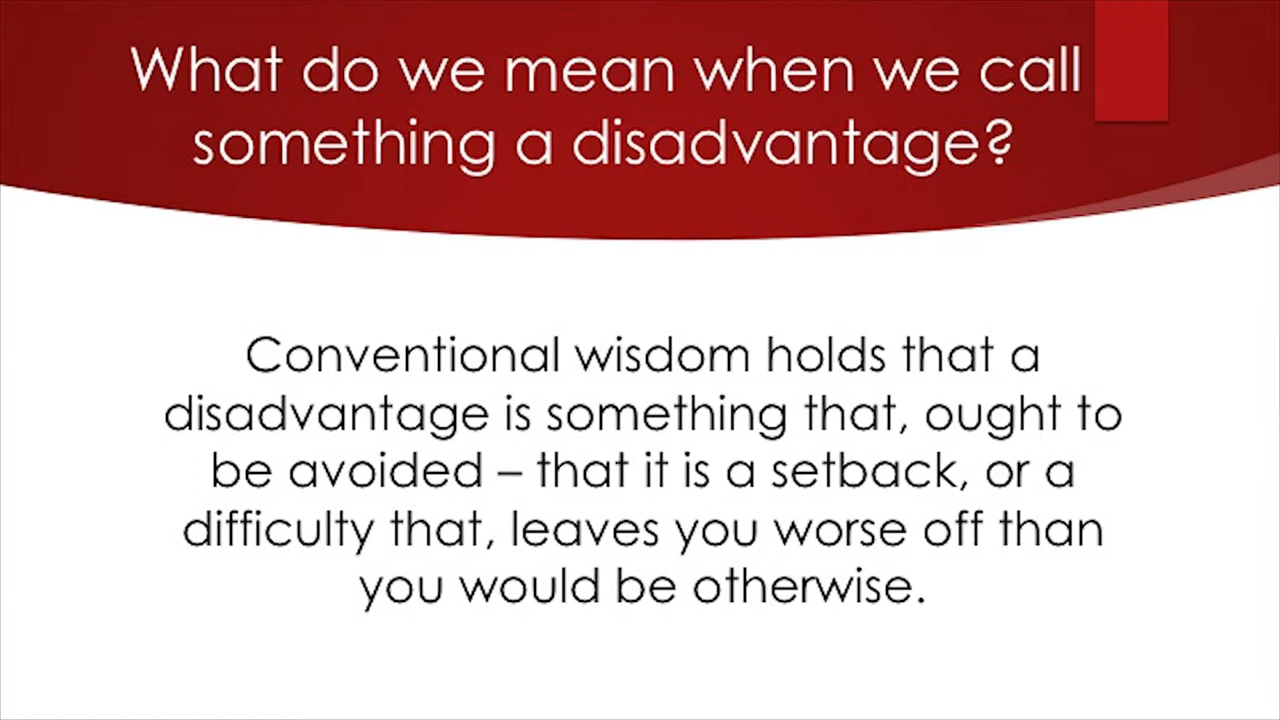 What do we mean when we call
something a disadvantage?
Conventional wisdom holds that a
disadvantage is something that, ought to
be avoided – that it is a setback, or a
difficulty that, leaves you worse off than
you would be otherwise.